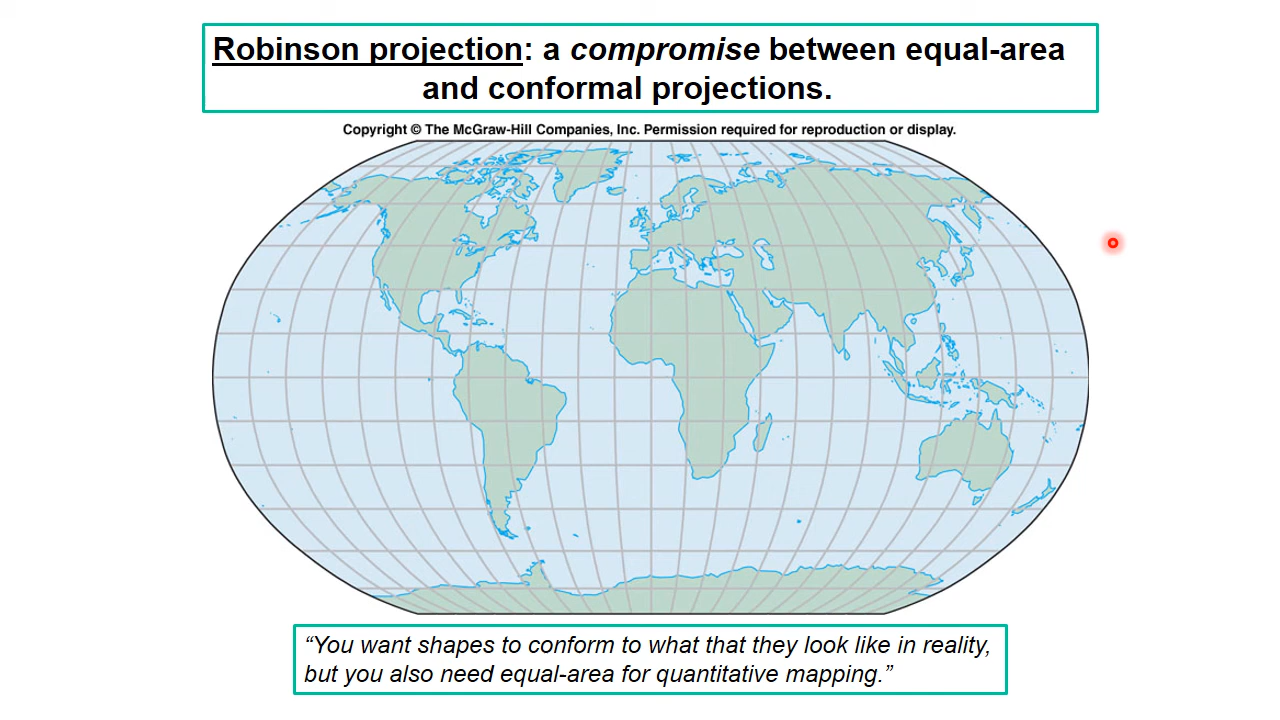 Robinson projection: a compromise between equal-area
and conformal projections.
Copyright © The McGraw-Hill Companies, Inc. Permission required for reproduction or display.
“You want shapes to conform to what that they look like in reality,
but you also need equal-area for quantitative mapping.”